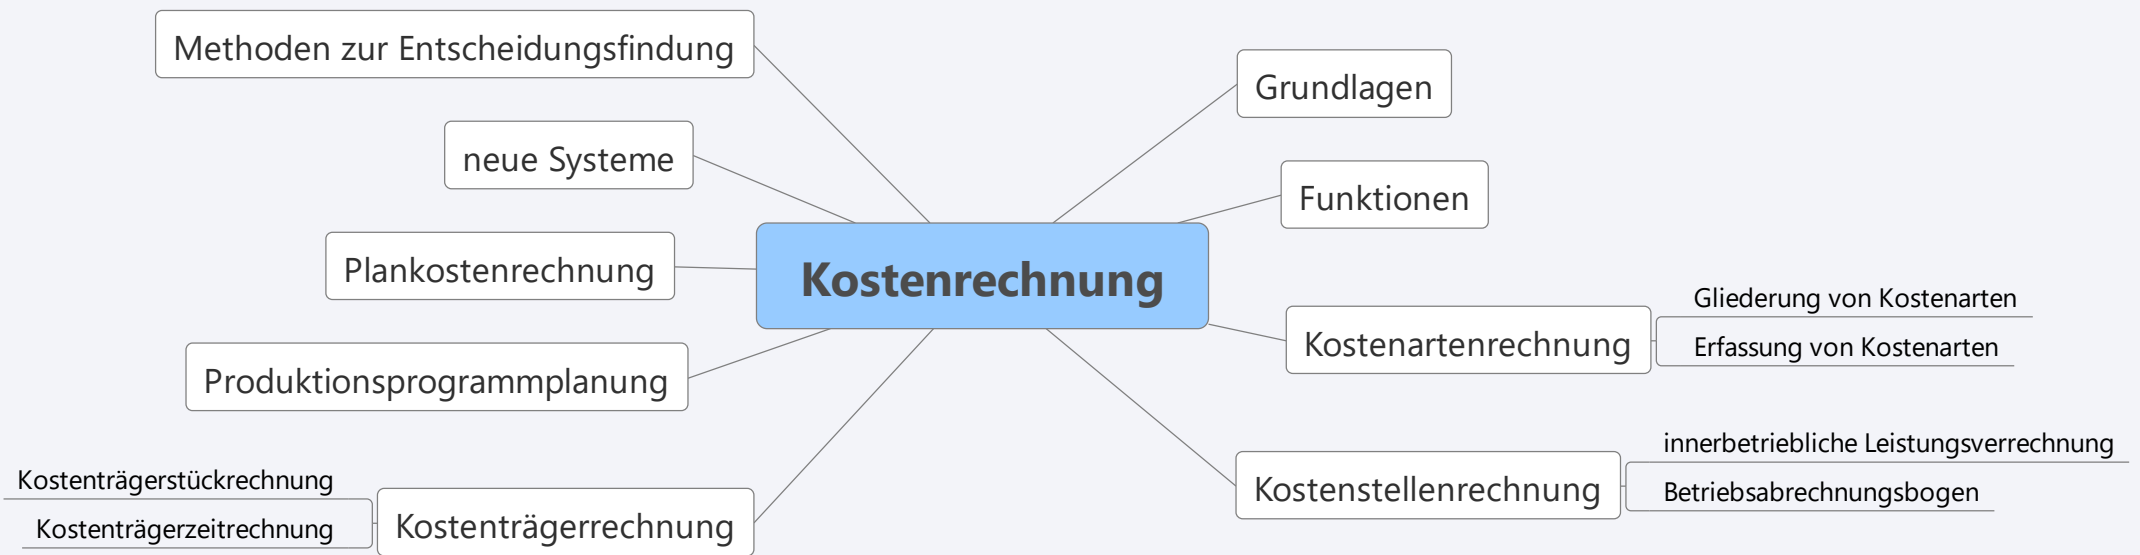 Methoden zur Entscheidungsfindung
neue Systeme
Plankostenrechnung
Produktionsprogrammplanung
Kostenträgerstückrechnung
Kostenträgerzeitrechnung
Kostenträgerrechnung
Kostenrechnung
Grundlagen
Funktionen
Kostenartenrechnung
Gliederung von Kostenarten
Erfassung von Kostenarten
Kostenstellenrechnung
innerbetriebliche Leistungsverrechnung
Betriebsabrechnungsbogen